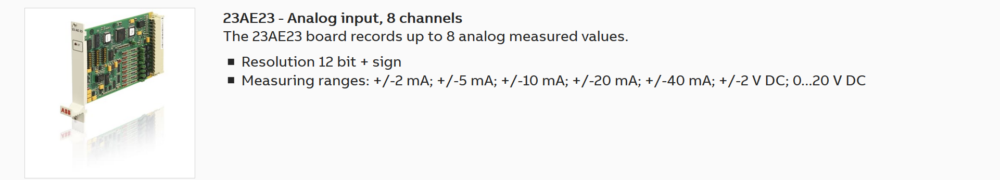 23 AE 23
ST
ABB
23AE23 - Analog input, 8 channels
The 23AE23 board records up to 8 analog measured values.
■ Resolution 12 bit + sign
■ Measuring ranges: +/-2 mA; +/-5 mA; +/-10 mA; +/-20 mA; +/-40 mA; +/-2 V DC; 0...20 V DC